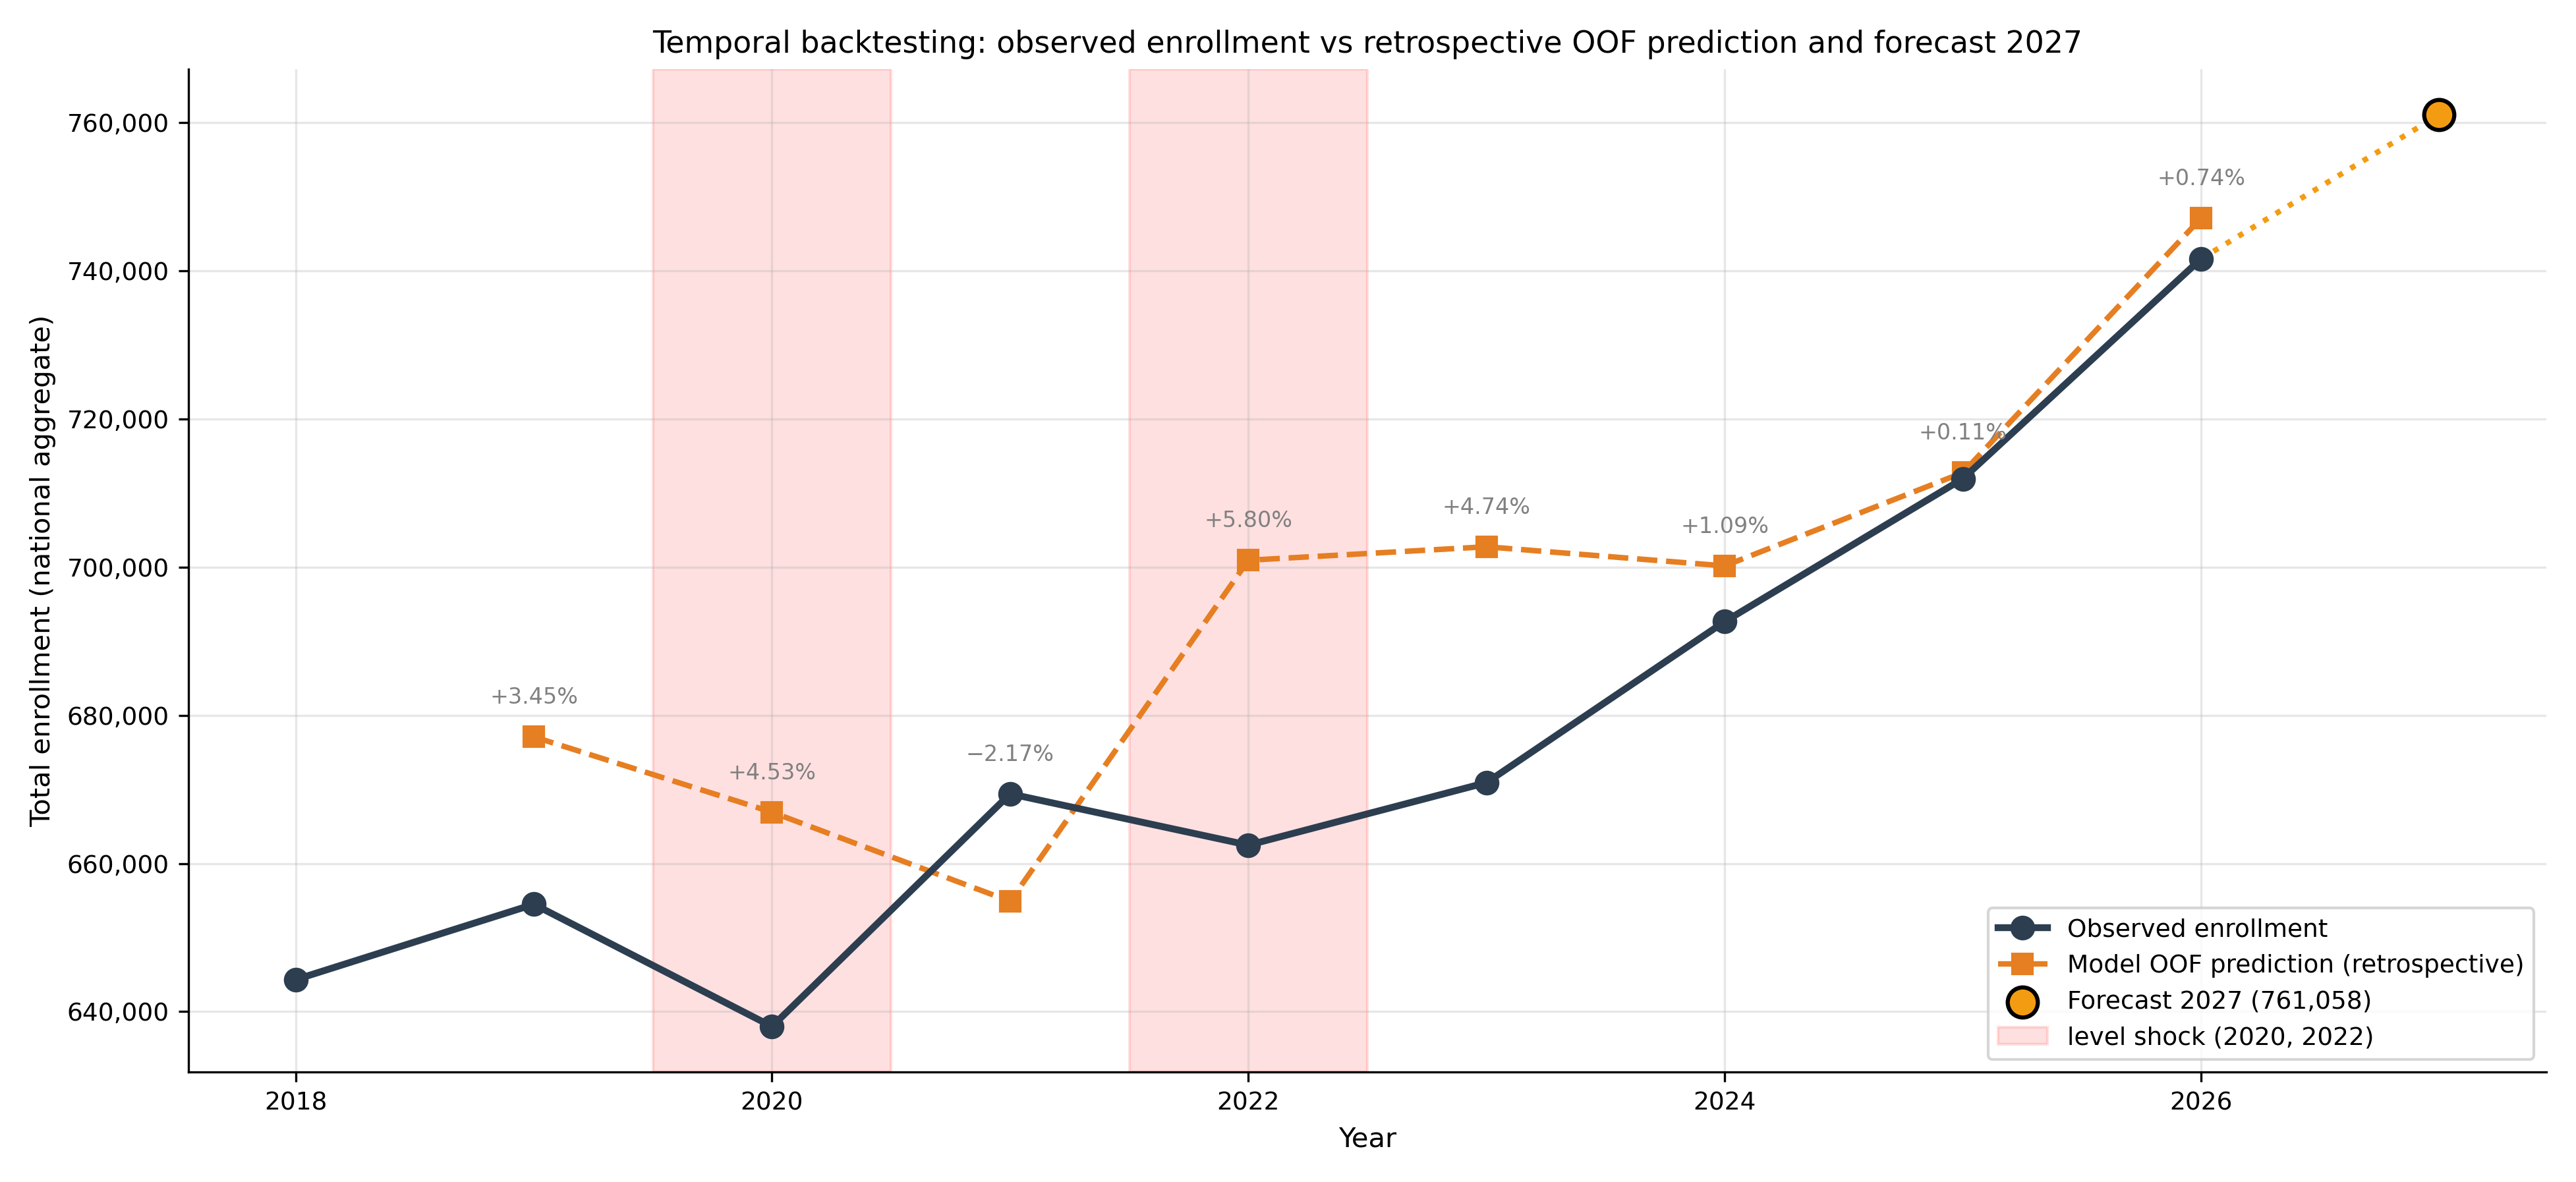 Temporal backtesting: observed enrollment vs retrospective OOF prediction and forecast 2027
Total enrollment (national aggregate)
760,000
740,000
720,000
700,000
680,000
660,000
640,000
+3.45%
+4.53%
−2.17%
+5.80%
+4.74%
+1.09%
+0.11%
+0.74%
Observed enrollment
Model OOF prediction (retrospective)
Forecast 2027 (761,058)
level shock (2020, 2022)
2018
2020
2022
2024
2026
Year